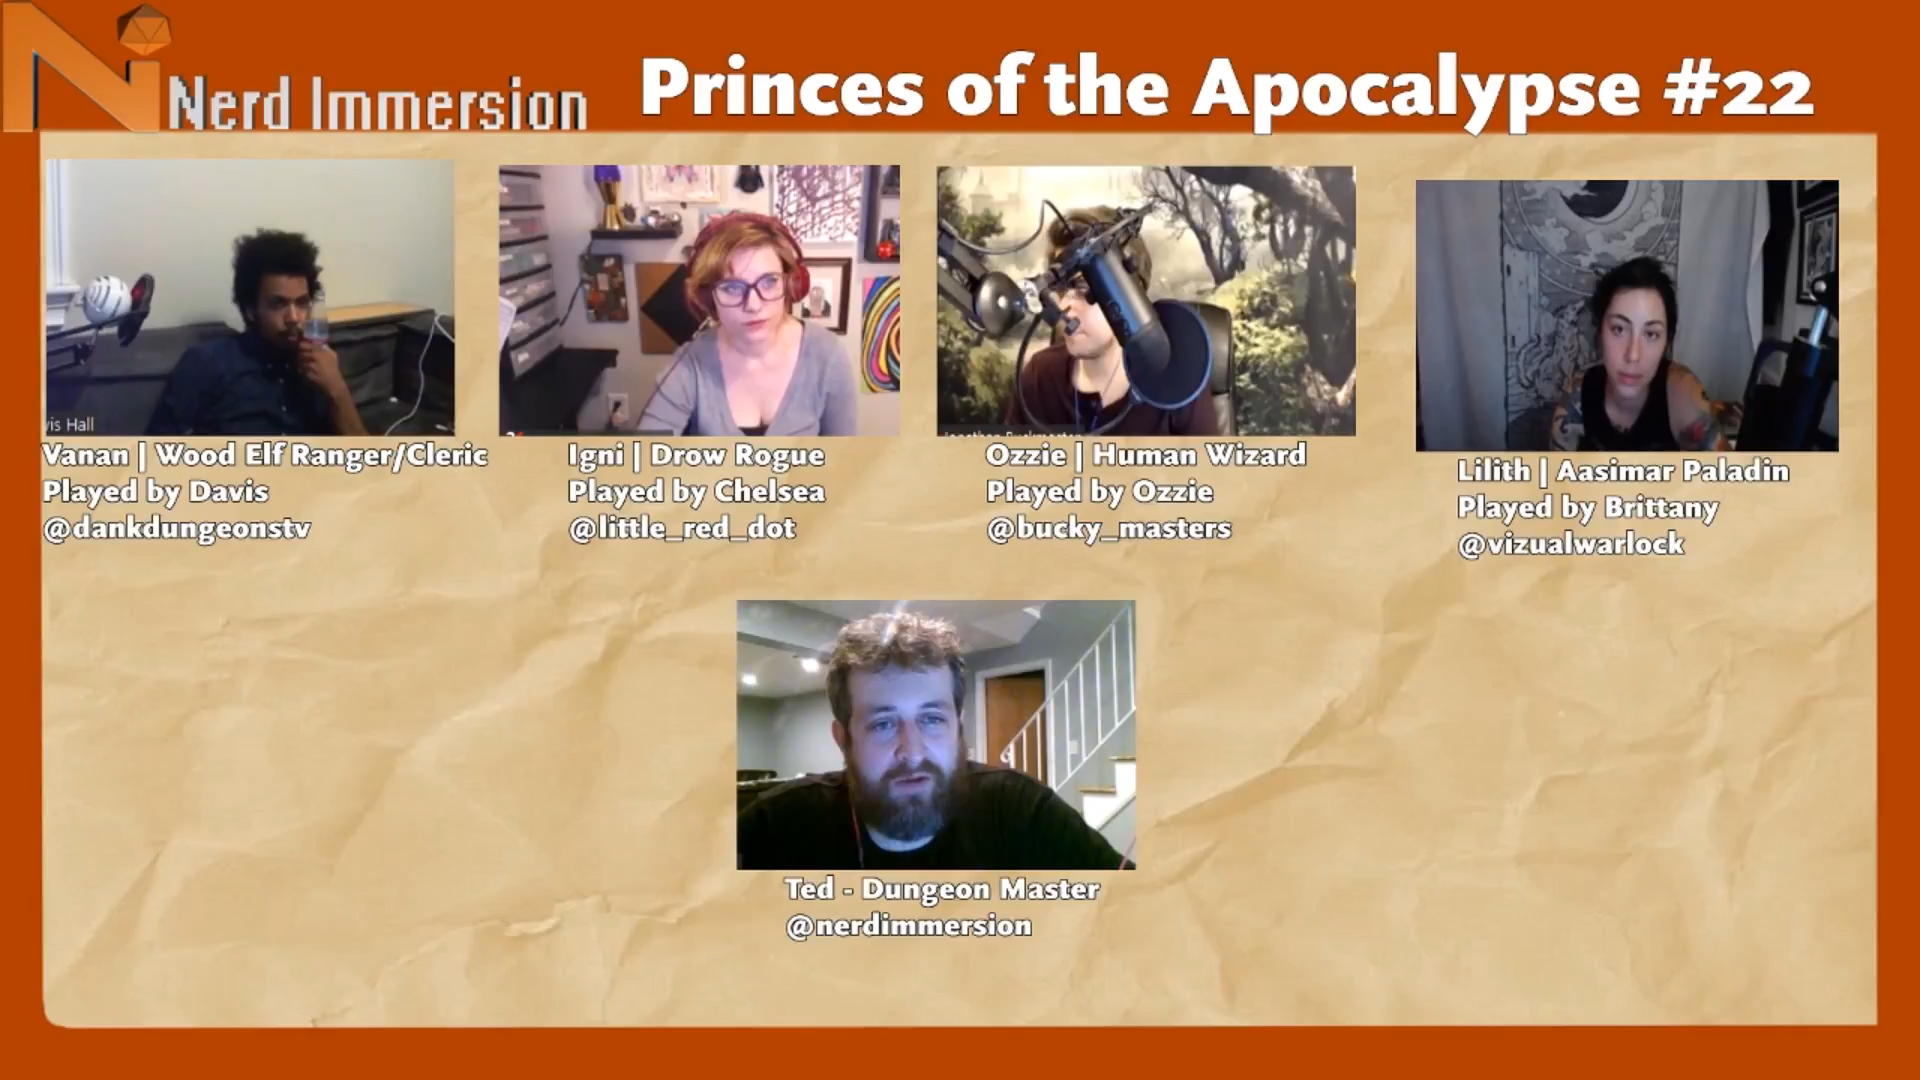 Nerd Immersion
Princes of the Apocalypse #22
vis Hall
Vanan | Wood Elf Ranger/Cleric
Played by Davis
@dankdungeonstv
Igni | Drow Rogue
Played by Chelsea
@little_red_dot
Ozzie | Human Wizard
Played by Ozzie
@bucky_masters
Lilith | Aasimar Paladin
Played by Brittany
@vizualwarlock
Ted - Dungeon Master
@nerdimmersion